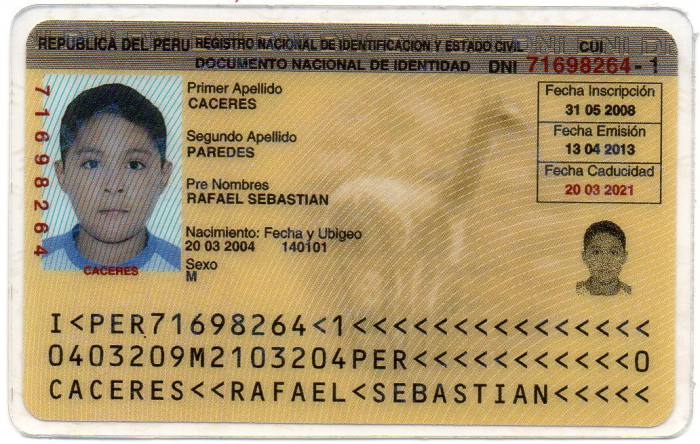 REPUBLICA DEL PERU REGISTRO NACIONAL DE IDENTIFICACION Y ESTADO CIVIL CUI
DOCUMENTO NACIONAL DE IDENTIDAD DNI 71698264-1
71698264
CACERES
Primer Apellido
CACERES
Segundo Apellido
PAREDES
Pre Nombres
RAFAEL SEBASTIAN
Nacimiento: Fecha y Ubigeo
20 03 2004 140101
Sexo
M
Fecha Inscripción
31 05 2008
Fecha Emisión
13 04 2013
Fecha Caducidad
20 03 2021
I<PER71698264<1<<<<<<<<<<<<<<<
0403209M2103204PER<<<<<<<<<<<0
CACERES<<RAFAEL<SEBASTIAN<<<<<